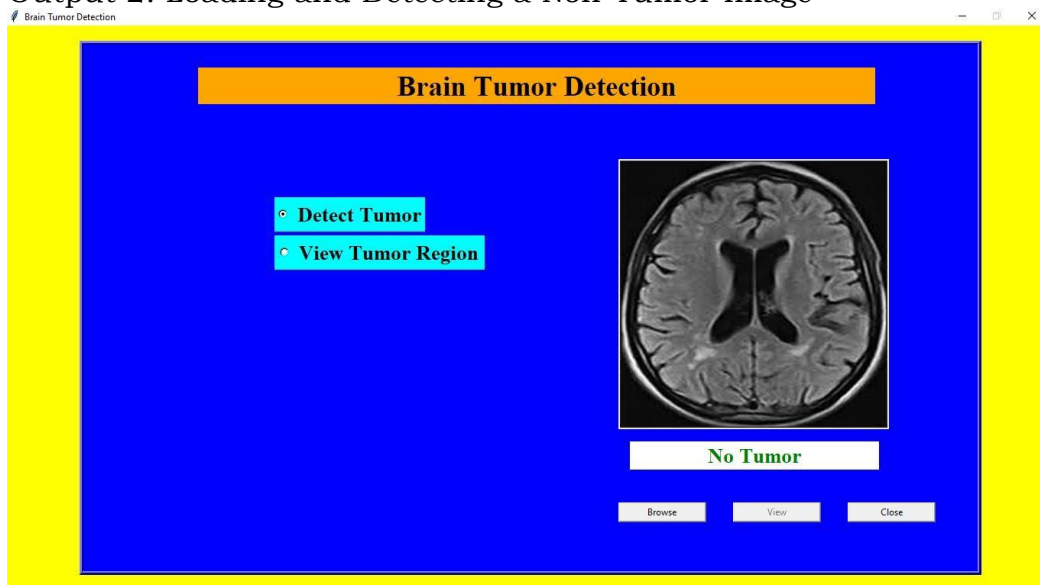 Output 2: Loading and Detecting a Non-Tumor image
Brain Tumor Detection
Brain Tumor Detection
Detect Tumor
View Tumor Region
No Tumor
Browse View Close